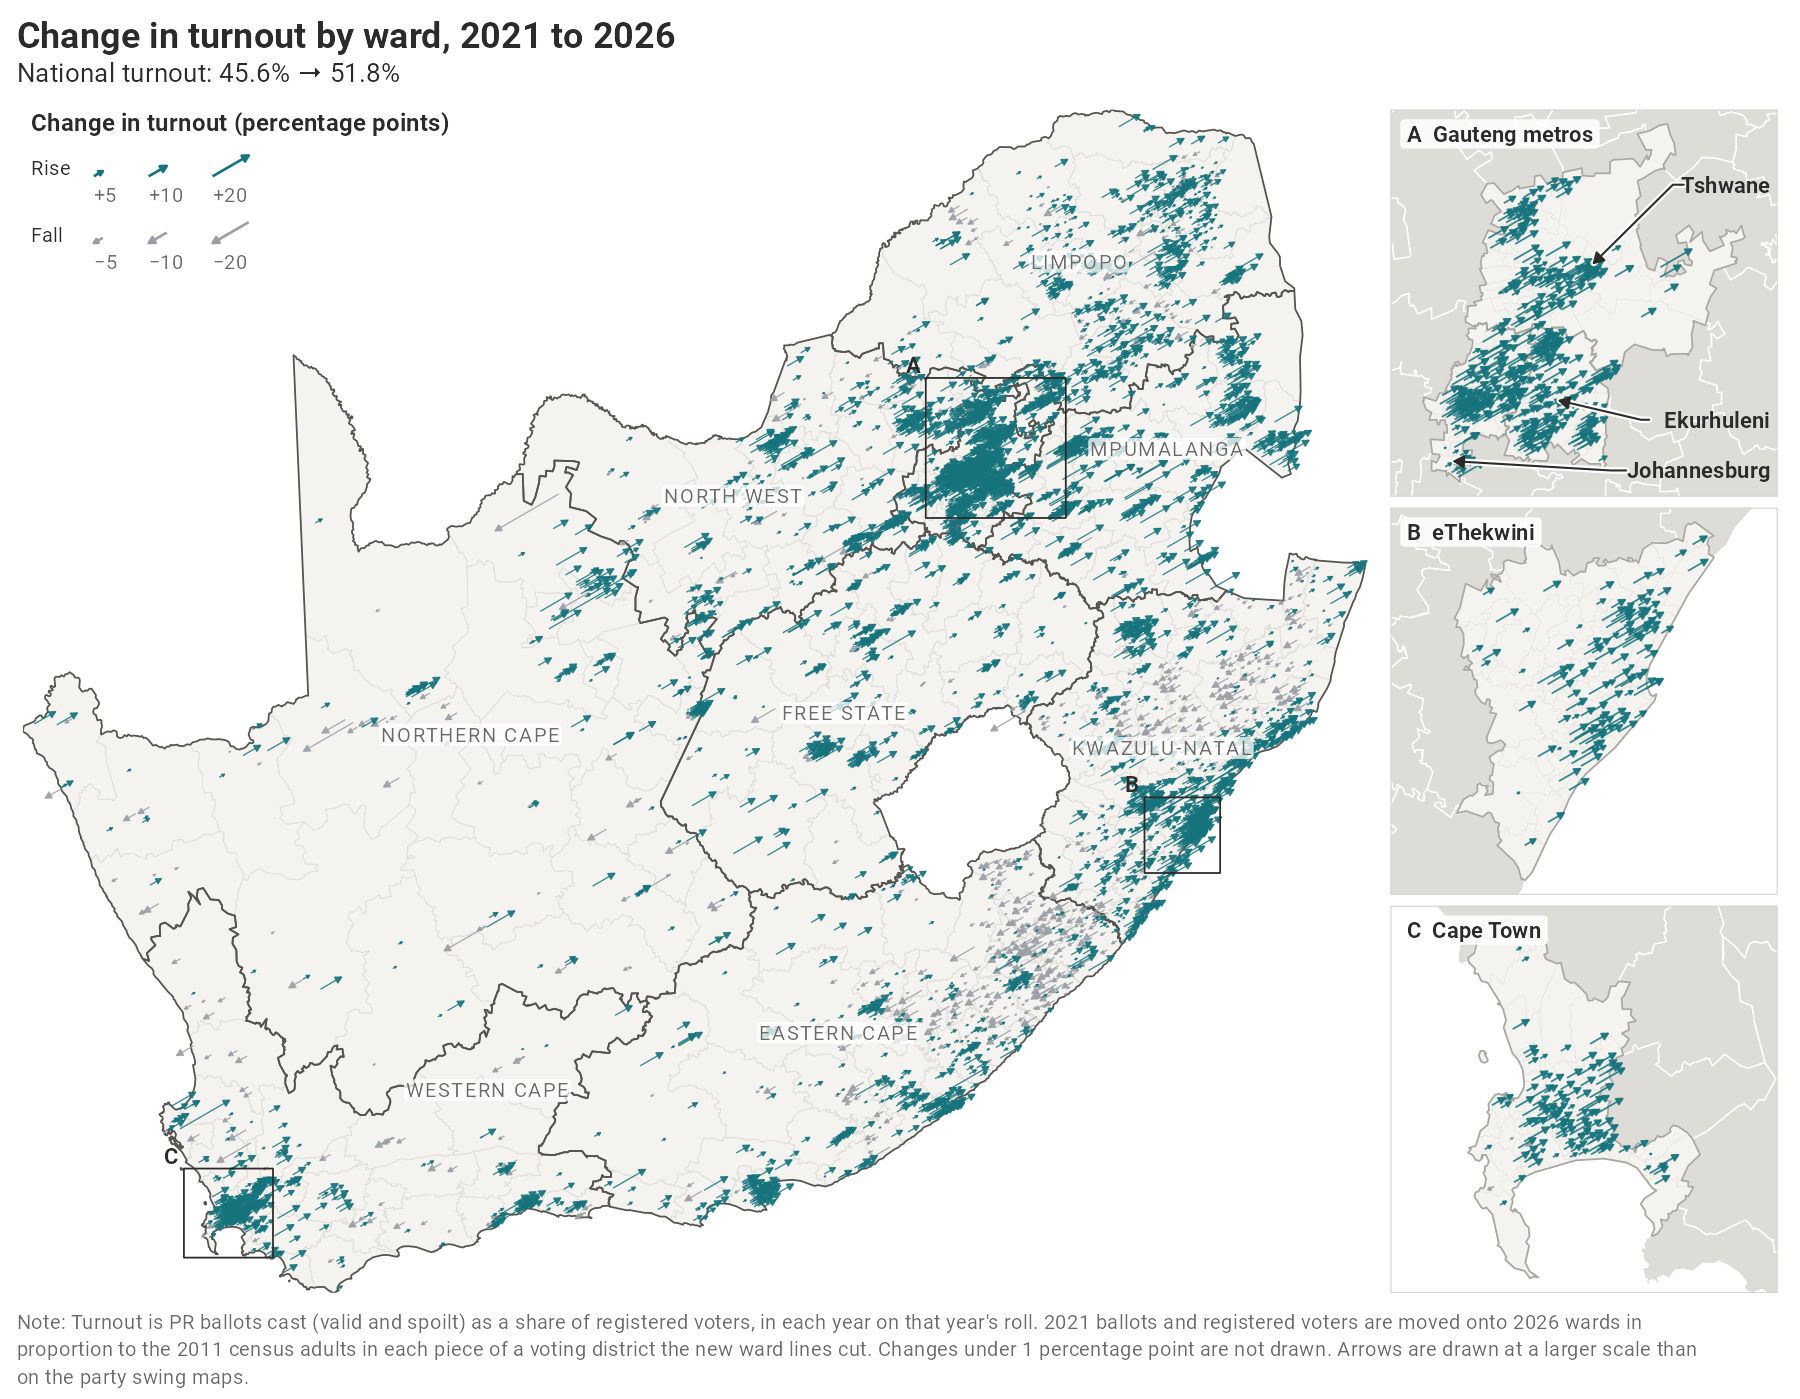 Change in turnout by ward, 2021 to 2026
National turnout: 45.6% → 51.8%
Change in turnout (percentage points)
Rise
+5 +10 +20
Fall
−5 −10 −20
LIMPOPO
A
MPUMALANGA
NORTH WEST
FREE STATE
NORTHERN CAPE
KWAZULU-NATAL
B
EASTERN CAPE
WESTERN CAPE
C
A Gauteng metros
Tshwane
Ekurhuleni
Johannesburg
B eThekwini
C Cape Town
Note: Turnout is PR ballots cast (valid and spoilt) as a share of registered voters, in each year on that year's roll. 2021 ballots and registered voters are moved onto 2026 wards in
proportion to the 2011 census adults in each piece of a voting district the new ward lines cut. Changes under 1 percentage point are not drawn. Arrows are drawn at a larger scale than
on the party swing maps.